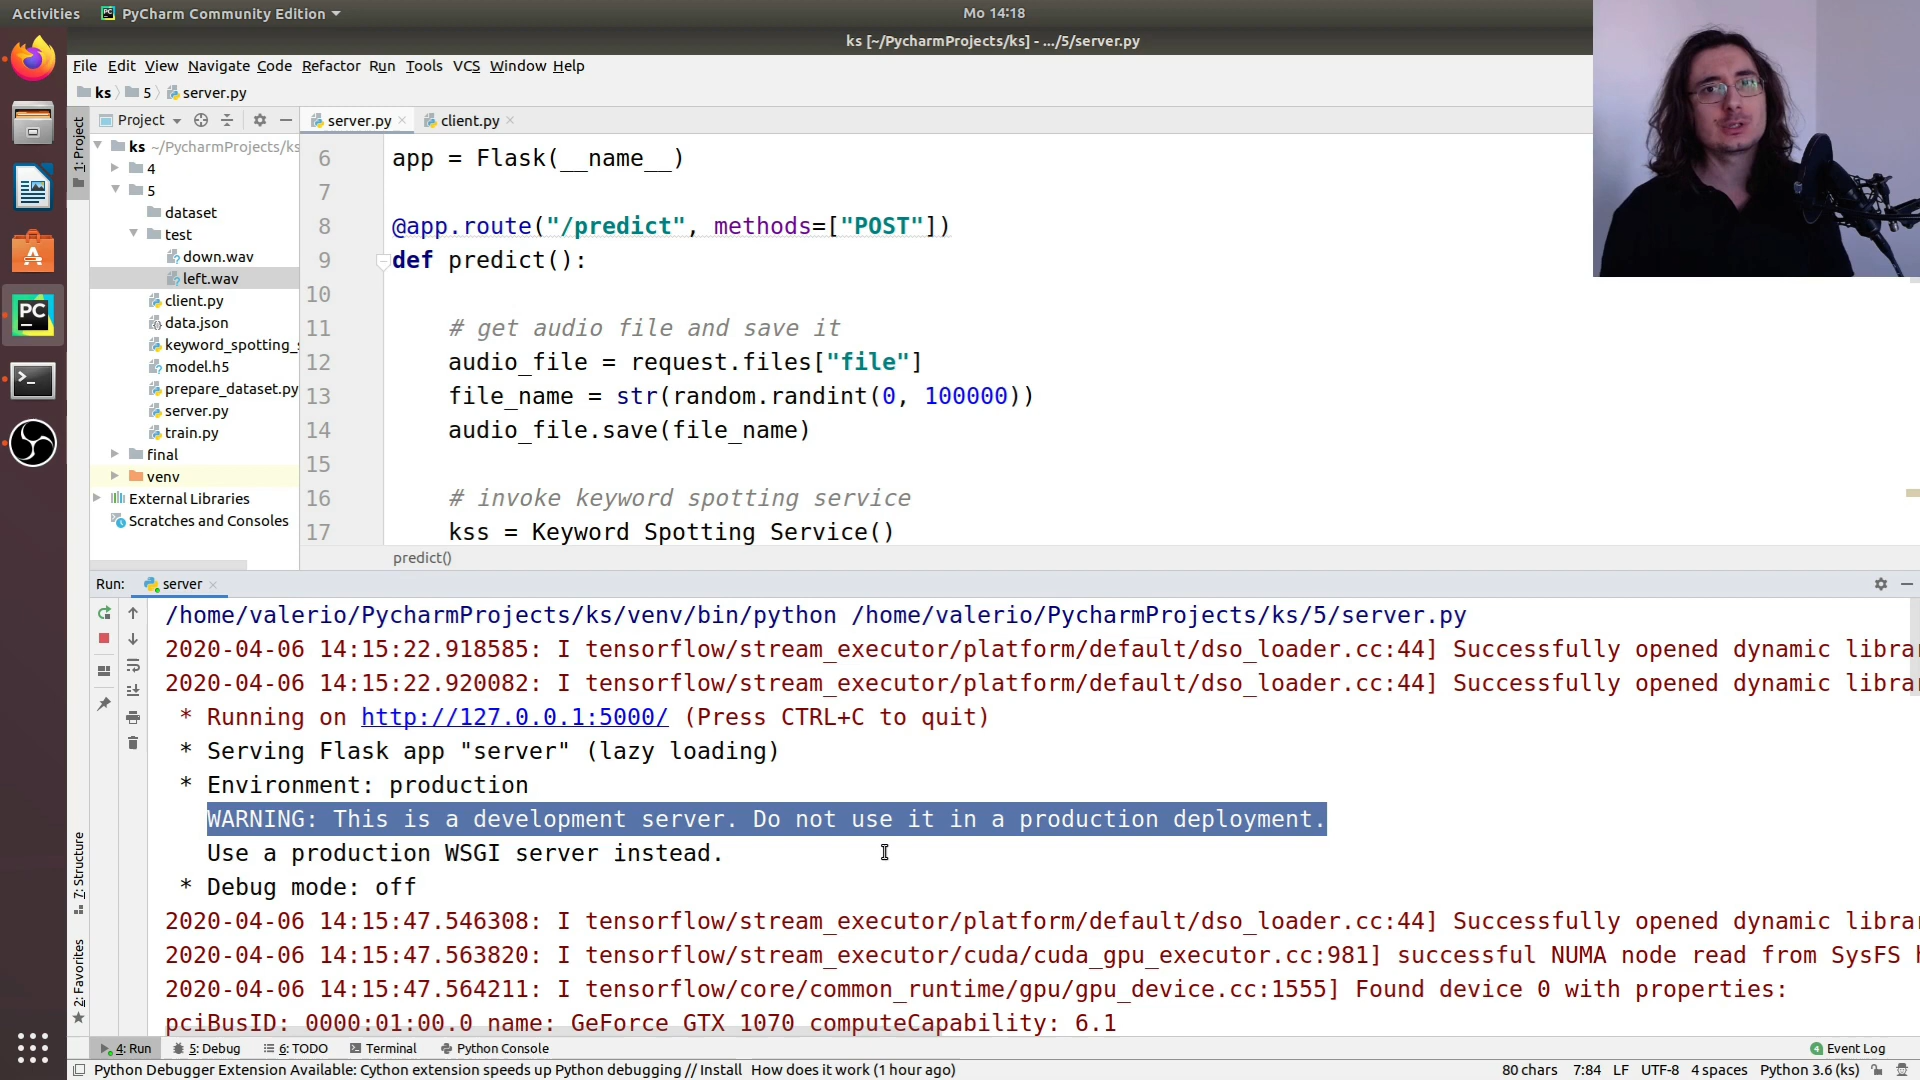 Activities
PyCharm Community Edition
Mo 14:18
ks [~/PycharmProjects/ks] - .../5/server.py
File Edit View Navigate Code Refactor Run Tools VCS Window Help
ks 5 server.py
1: Project
Project
server.py
client.py
ks ~/PycharmProjects/ks
4
5
dataset
test
down.wav
left.wav
client.py
data.json
keyword_spotting_s
model.h5
prepare_dataset.py
server.py
train.py
final
venv
External Libraries
Scratches and Consoles
6 app = Flask(__name__)
7
8 @app.route("/predict", methods=["POST"])
9 def predict():
10
11 # get audio file and save it
12 audio_file = request.files["file"]
13 file_name = str(random.randint(0, 100000))
14 audio_file.save(file_name)
15
16 # invoke keyword spotting service
17 kss = Keyword Spotting Service()
predict()
Run: server
/home/valerio/PycharmProjects/ks/venv/bin/python /home/valerio/PycharmProjects/ks/5/server.py
2020-04-06 14:15:22.918585: I tensorflow/stream_executor/platform/default/dso_loader.cc:44] Successfully opened dynamic librar
2020-04-06 14:15:22.920082: I tensorflow/stream_executor/platform/default/dso_loader.cc:44] Successfully opened dynamic librar
* Running on http://127.0.0.1:5000/ (Press CTRL+C to quit)
* Serving Flask app "server" (lazy loading)
* Environment: production
WARNING: This is a development server. Do not use it in a production deployment.
Use a production WSGI server instead.
* Debug mode: off
2020-04-06 14:15:47.546308: I tensorflow/stream_executor/platform/default/dso_loader.cc:44] Successfully opened dynamic librar
2020-04-06 14:15:47.563820: I tensorflow/stream_executor/cuda/cuda_gpu_executor.cc:981] successful NUMA node read from SysFS h
2020-04-06 14:15:47.564211: I tensorflow/core/common_runtime/gpu/gpu_device.cc:1555] Found device 0 with properties:
pciBusID: 0000:01:00.0 name: GeForce GTX 1070 computeCapability: 6.1
7: Structure
2: Favorites
4: Run 5: Debug 6: TODO Terminal Python Console
4 Event Log
Python Debugger Extension Available: Cython extension speeds up Python debugging // Install How does it work (1 hour ago)
80 chars 7:84 LF UTF-8 4 spaces Python 3.6 (ks)